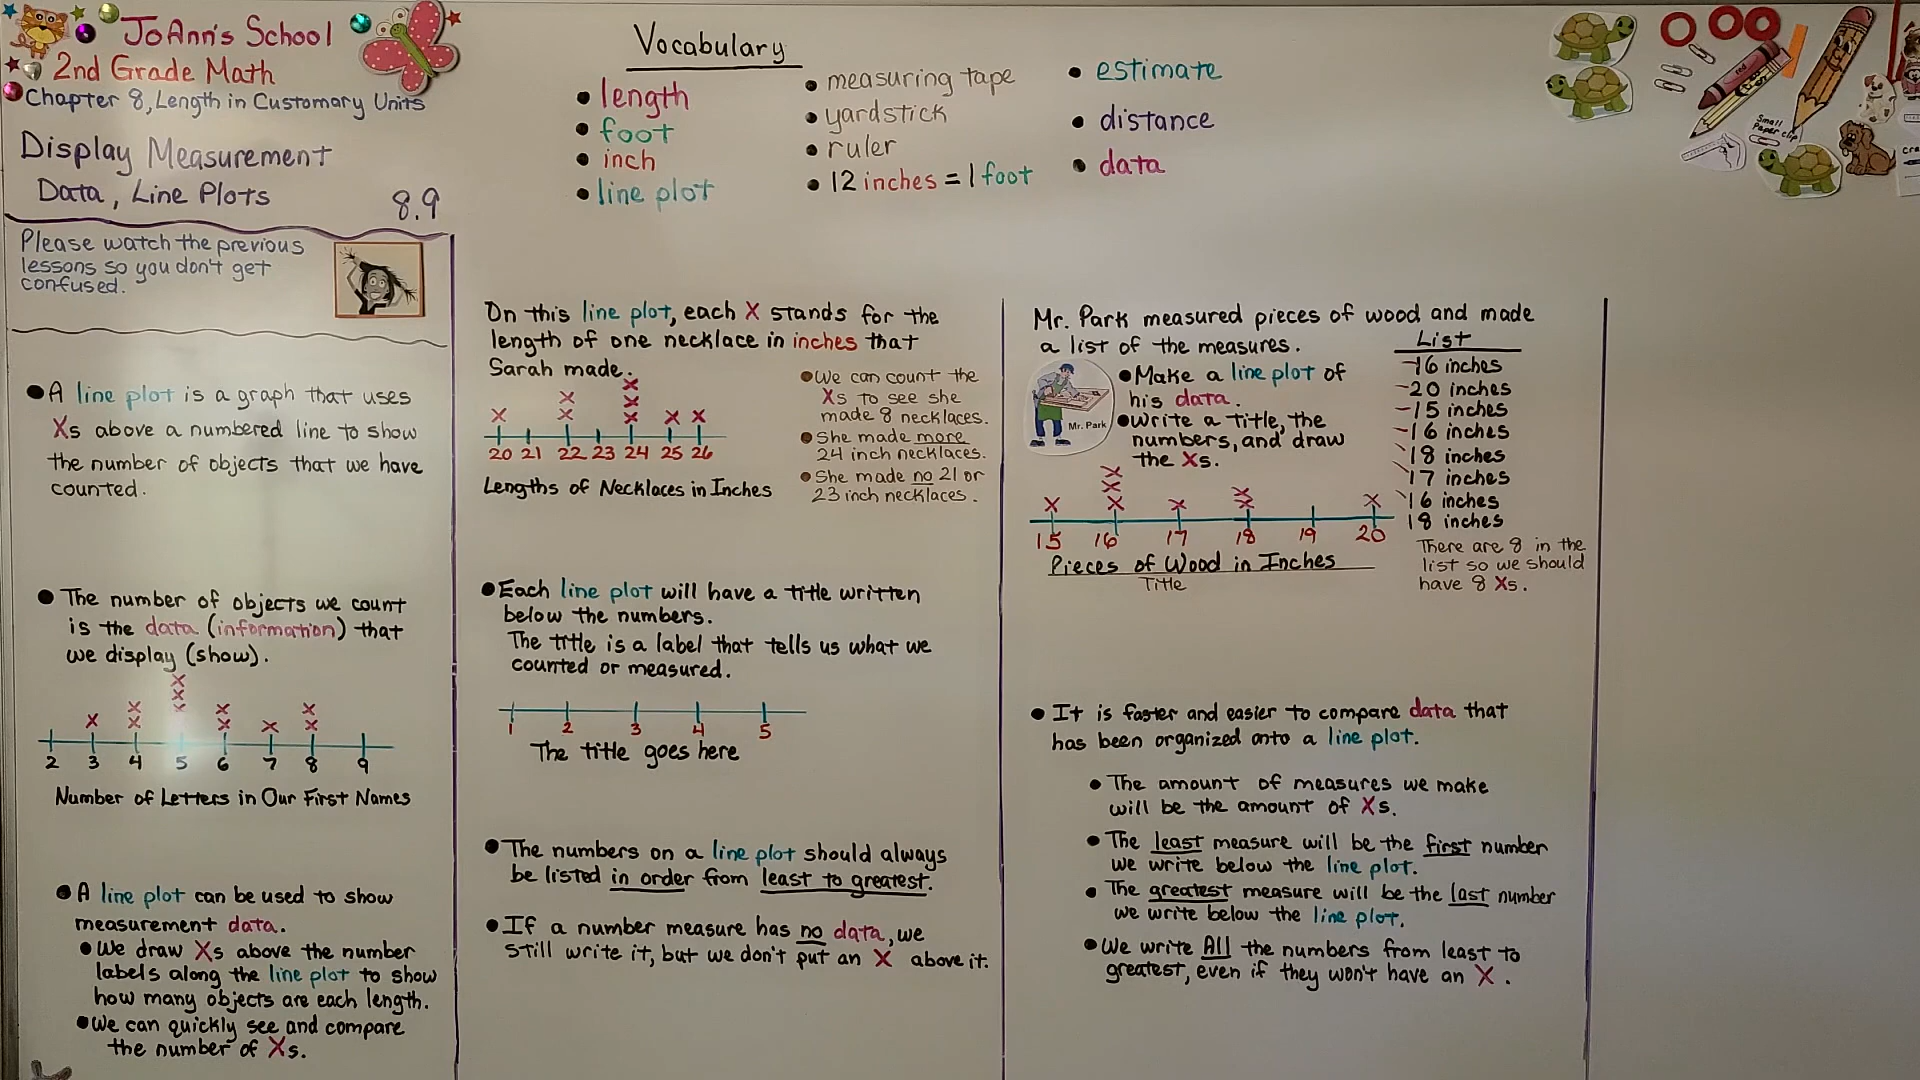 JoAnn's School
2nd Grade Math
Chapter 8, Length in Customary Units
Display Measurement
Data, Line Plots
8.9
Please watch the previous
lessons so you don't get
confused.
Vocabulary
• length
• foot
• inch
• line plot
• measuring tape
• yardstick
• ruler
• 12 inches = 1 foot
• estimate
• distance
• data
red
Small
Paper clip
• A line plot is a graph that uses
Xs above a numbered line to show
the number of objects that we have
counted.
• The number of objects we count
is the data (information) that
we display (show).
X
X
X X X X
X X X X X X X
2 3 4 5 6 7 8 9
Number of Letters in Our First Names
• A line plot can be used to show
measurement data.
• We draw Xs above the number
labels along the line plot to show
how many objects are each length.
• We can quickly see and compare
the number of Xs.
On this line plot, each X stands for the
length of one necklace in inches that
Sarah made.
X
X X
X X
X X X X X
20 21 22 23 24 25 26
Lengths of Necklaces in Inches
• We can count the
Xs to see she
made 8 necklaces.
• She made more
24 inch necklaces.
• She made no 21 or
23 inch necklaces.
• Each line plot will have a title written
below the numbers.
The title is a label that tells us what we
counted or measured.
1 2 3 4 5
The title goes here
• The numbers on a line plot should always
be listed in order from least to greatest.
• If a number measure has no data, we
still write it, but we don't put an X above it.
Mr. Park measured pieces of wood and made
a list of the measures.
Mr. Park
• Make a line plot of
his data.
• Write a title, the
numbers, and draw
the Xs.
List
16 inches
20 inches
15 inches
16 inches
18 inches
17 inches
16 inches
18 inches
There are 8 in the
list so we should
have 8 Xs.
X
X X
X X X X X
15 16 17 18 19 20
Pieces of Wood in Inches
Title
• It is faster and easier to compare data that
has been organized onto a line plot.
• The amount of measures we make
will be the amount of Xs.
• The least measure will be the first number
we write below the line plot.
• The greatest measure will be the last number
we write below the line plot.
• We write All the numbers from least to
greatest, even if they won't have an X.